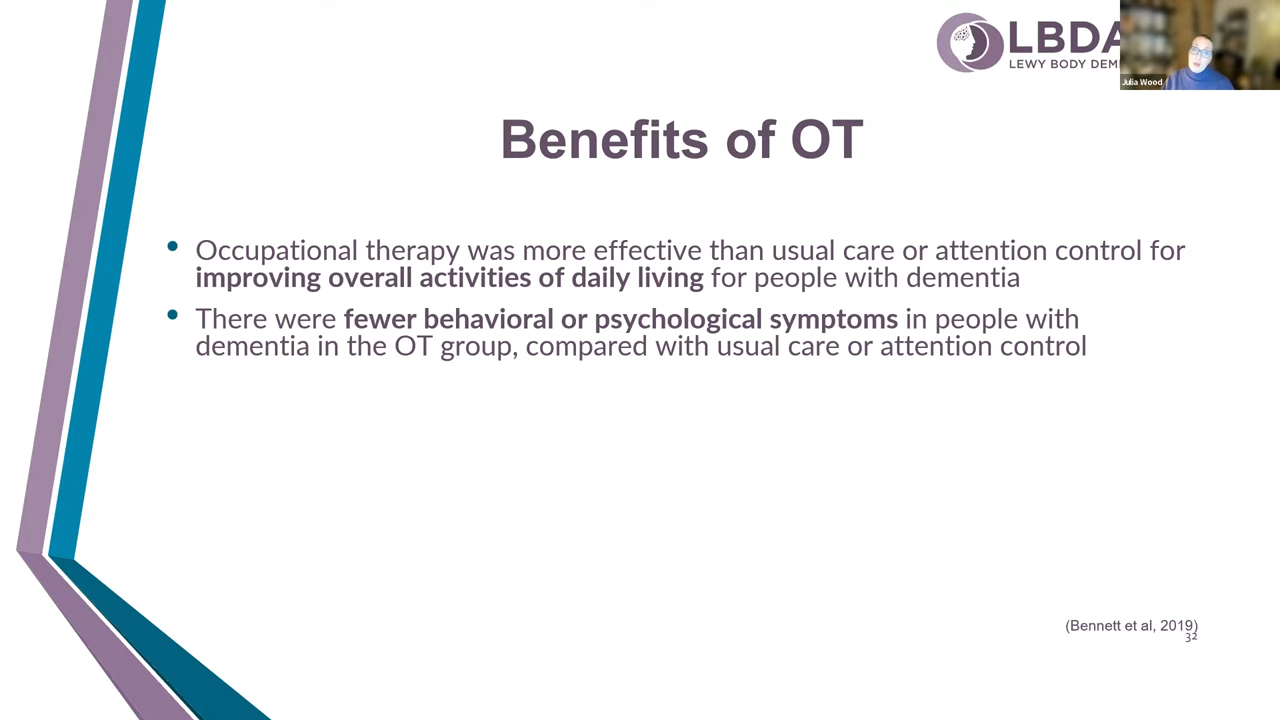 LBDA
LEWY BODY DEM
Julia Wood
Benefits of OT
• Occupational therapy was more effective than usual care or attention control for
improving overall activities of daily living for people with dementia
• There were fewer behavioral or psychological symptoms in people with
dementia in the OT group, compared with usual care or attention control
(Bennett et al, 2019)
32